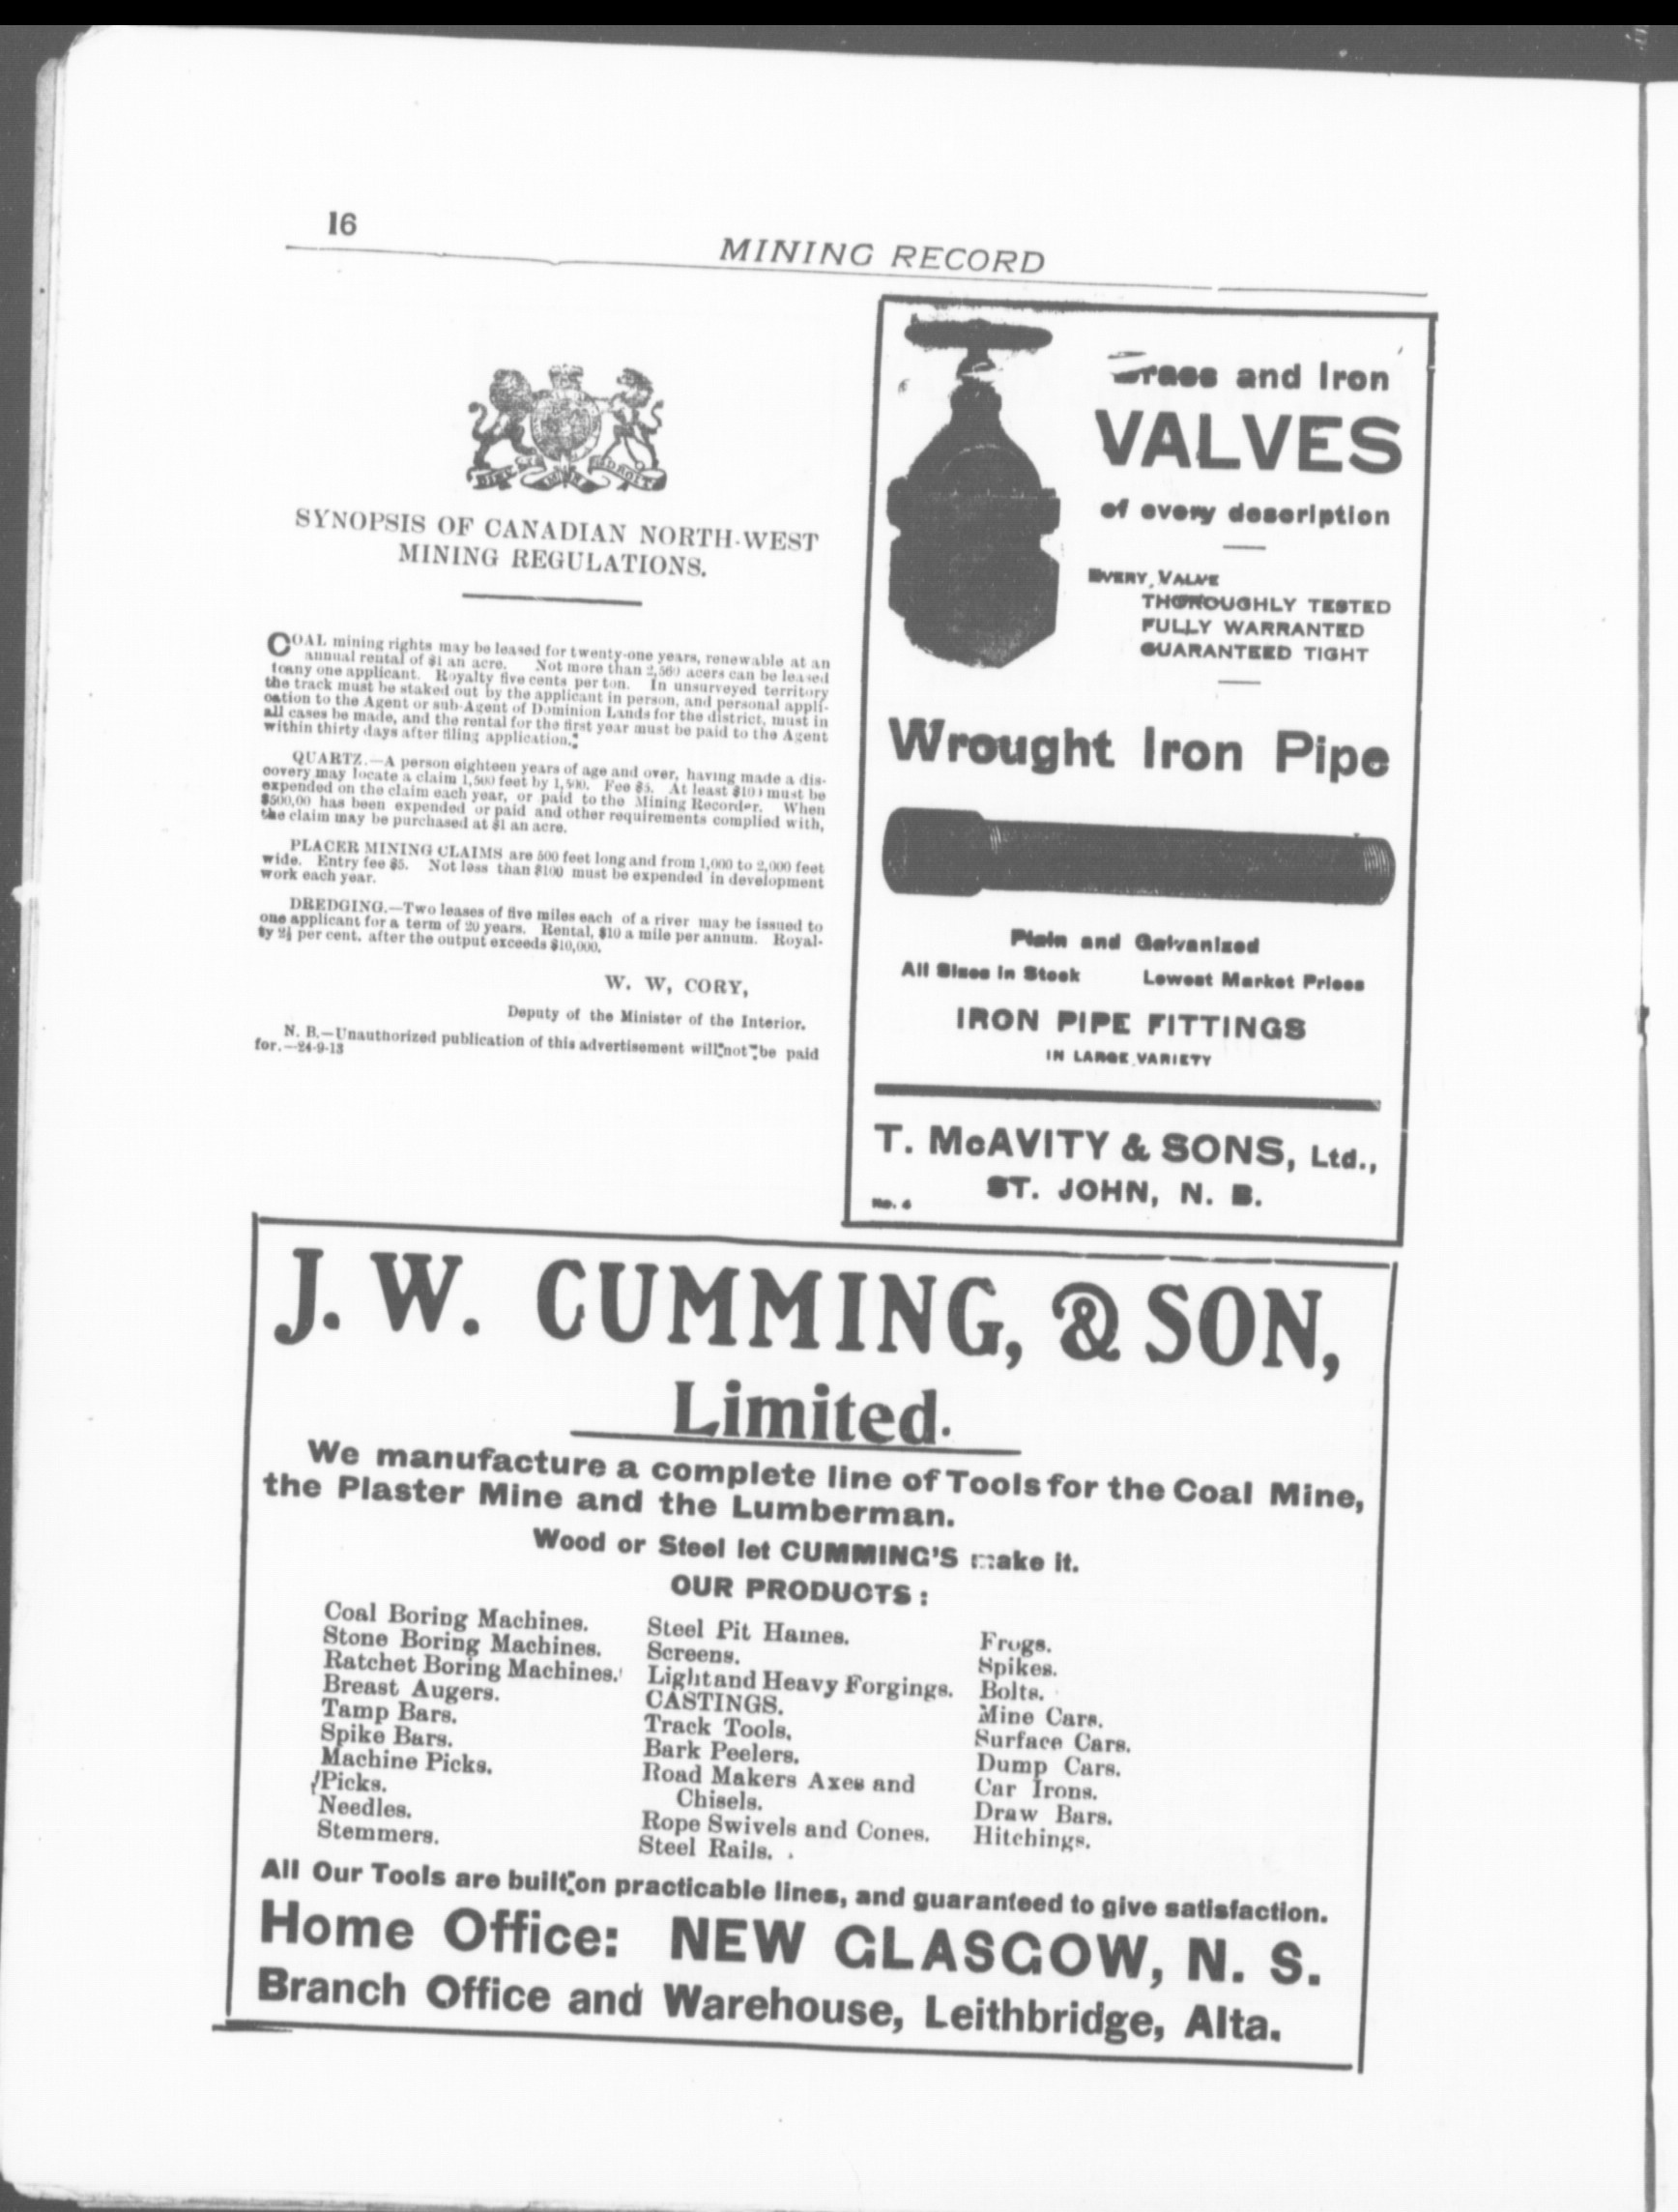 16
MINING RECORD
DIEU ET MON DROIT
SYNOPSIS OF CANADIAN NORTH-WEST
MINING REGULATIONS.
COAL mining rights may be leased for twenty-one years, renewable at an
annual rental of $1 an acre. Not more than 2,560 acers can be leased
toany one applicant. Royalty five cents per ton. In unsurveyed territory
the track must be staked out by the applicant in person, and personal appli-
cation to the Agent or sub-Agent of Dominion Lands for the district, must in
all cases be made, and the rental for the first year must be paid to the Agent
within thirty days after filing application.
QUARTZ.—A person eighteen years of age and over, having made a dis-
covery may locate a claim 1,500 feet by 1,500. Fee $5. At least $100 must be
expended on the claim each year, or paid to the Mining Recorder. When
$500,00 has been expended or paid and other requirements complied with,
the claim may be purchased at $1 an acre.
PLACER MINING CLAIMS are 500 feet long and from 1,000 to 2,000 feet
wide. Entry fee $5. Not less than $100 must be expended in development
work each year.
DREDGING.—Two leases of five miles each of a river may be issued to
one applicant for a term of 20 years. Rental, $10 a mile per annum. Royal-
ty 2½ per cent. after the output exceeds $10,000.
W. W, CORY,
Deputy of the Minister of the Interior.
N. B.—Unauthorized publication of this advertisement will not be paid
for.—24-9-13
Brass and Iron
VALVES
of every description
EVERY VALVE
THOROUGHLY TESTED
FULLY WARRANTED
GUARANTEED TIGHT
Wrought Iron Pipe
Plain and Galvanized
All Sizes in Stock Lowest Market Prices
IRON PIPE FITTINGS
IN LARGE VARIETY
T. McAVITY & SONS, Ltd.,
ST. JOHN, N. B.
No. 4
J. W. CUMMING, & SON,
Limited.
We manufacture a complete line of Tools for the Coal Mine,
the Plaster Mine and the Lumberman.
Wood or Steel let CUMMING'S make it.
OUR PRODUCTS :
Coal Boring Machines.
Stone Boring Machines.
Ratchet Boring Machines.
Breast Augers.
Tamp Bars.
Spike Bars.
Machine Picks.
Picks.
Needles.
Stemmers.
Steel Pit Hames.
Screens.
Light and Heavy Forgings.
CASTINGS.
Track Tools.
Bark Peelers.
Road Makers Axes and
Chisels.
Rope Swivels and Cones.
Steel Rails.
Frogs.
Spikes.
Bolts.
Mine Cars.
Surface Cars.
Dump Cars.
Car Irons.
Draw Bars.
Hitchings.
All Our Tools are built on practicable lines, and guaranteed to give satisfaction.
Home Office: NEW GLASGOW, N. S.
Branch Office and Warehouse, Leithbridge, Alta.